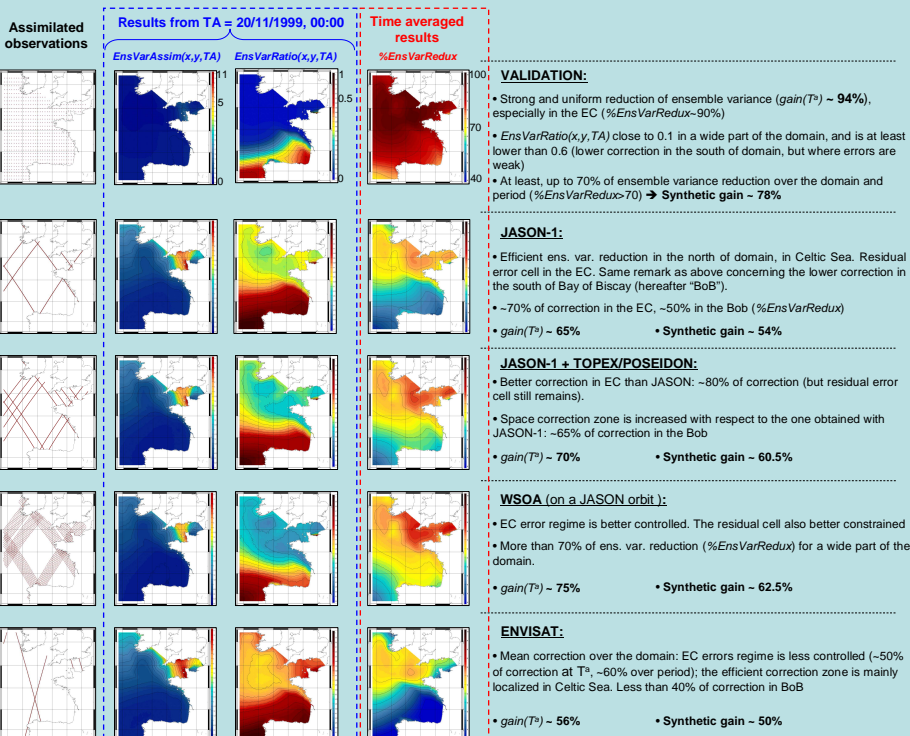 Assimilated
observations
Results from TA = 20/11/1999, 00:00
Time averaged
results
EnsVarAssim(x,y,TA)
EnsVarRatio(x,y,TA)
%EnsVarRedux
11
5
0
1
0.5
0
100
70
40
VALIDATION:
• Strong and uniform reduction of ensemble variance (gain(Tᵃ) ~ 94%),
especially in the EC (%EnsVarRedux~90%)
• EnsVarRatio(x,y,TA) close to 0.1 in a wide part of the domain, and is at least
lower than 0.6 (lower correction in the south of domain, but where errors are
weak)
• At least, up to 70% of ensemble variance reduction over the domain and
period (%EnsVarRedux>70) ➔ Synthetic gain ~ 78%
JASON-1:
• Efficient ens. var. reduction in the north of domain, in Celtic Sea. Residual
error cell in the EC. Same remark as above concerning the lower correction in
the south of Bay of Biscay (hereafter “BoB”).
• ~70% of correction in the EC, ~50% in the Bob (%EnsVarRedux)
• gain(Tᵃ) ~ 65% • Synthetic gain ~ 54%
JASON-1 + TOPEX/POSEIDON:
• Better correction in EC than JASON: ~80% of correction (but residual error
cell still remains).
• Space correction zone is increased with respect to the one obtained with
JASON-1: ~65% of correction in the Bob
• gain(Tᵃ) ~ 70% • Synthetic gain ~ 60.5%
WSOA (on a JASON orbit ):
• EC error regime is better controlled. The residual cell also better constrained
• More than 70% of ens. var. reduction (%EnsVarRedux) for a wide part of the
domain.
• gain(Tᵃ) ~ 75% • Synthetic gain ~ 62.5%
ENVISAT:
• Mean correction over the domain: EC errors regime is less controlled (~50%
of correction at Tᵃ, ~60% over period); the efficient correction zone is mainly
localized in Celtic Sea. Less than 40% of correction in BoB
• gain(Tᵃ) ~ 56% • Synthetic gain ~ 50%